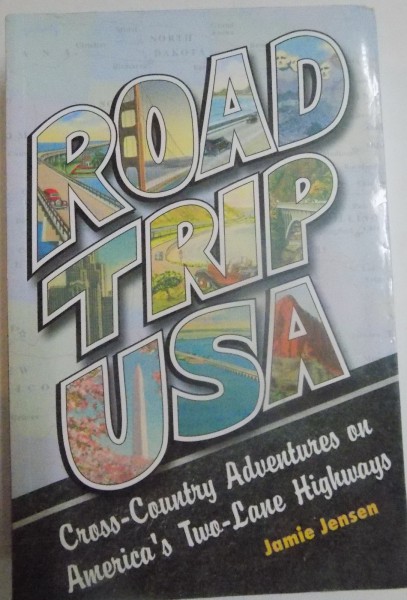 ROAD
TRIP
USA
Cross-Country Adventures on
America's Two-Lane Highways
Jamie Jensen